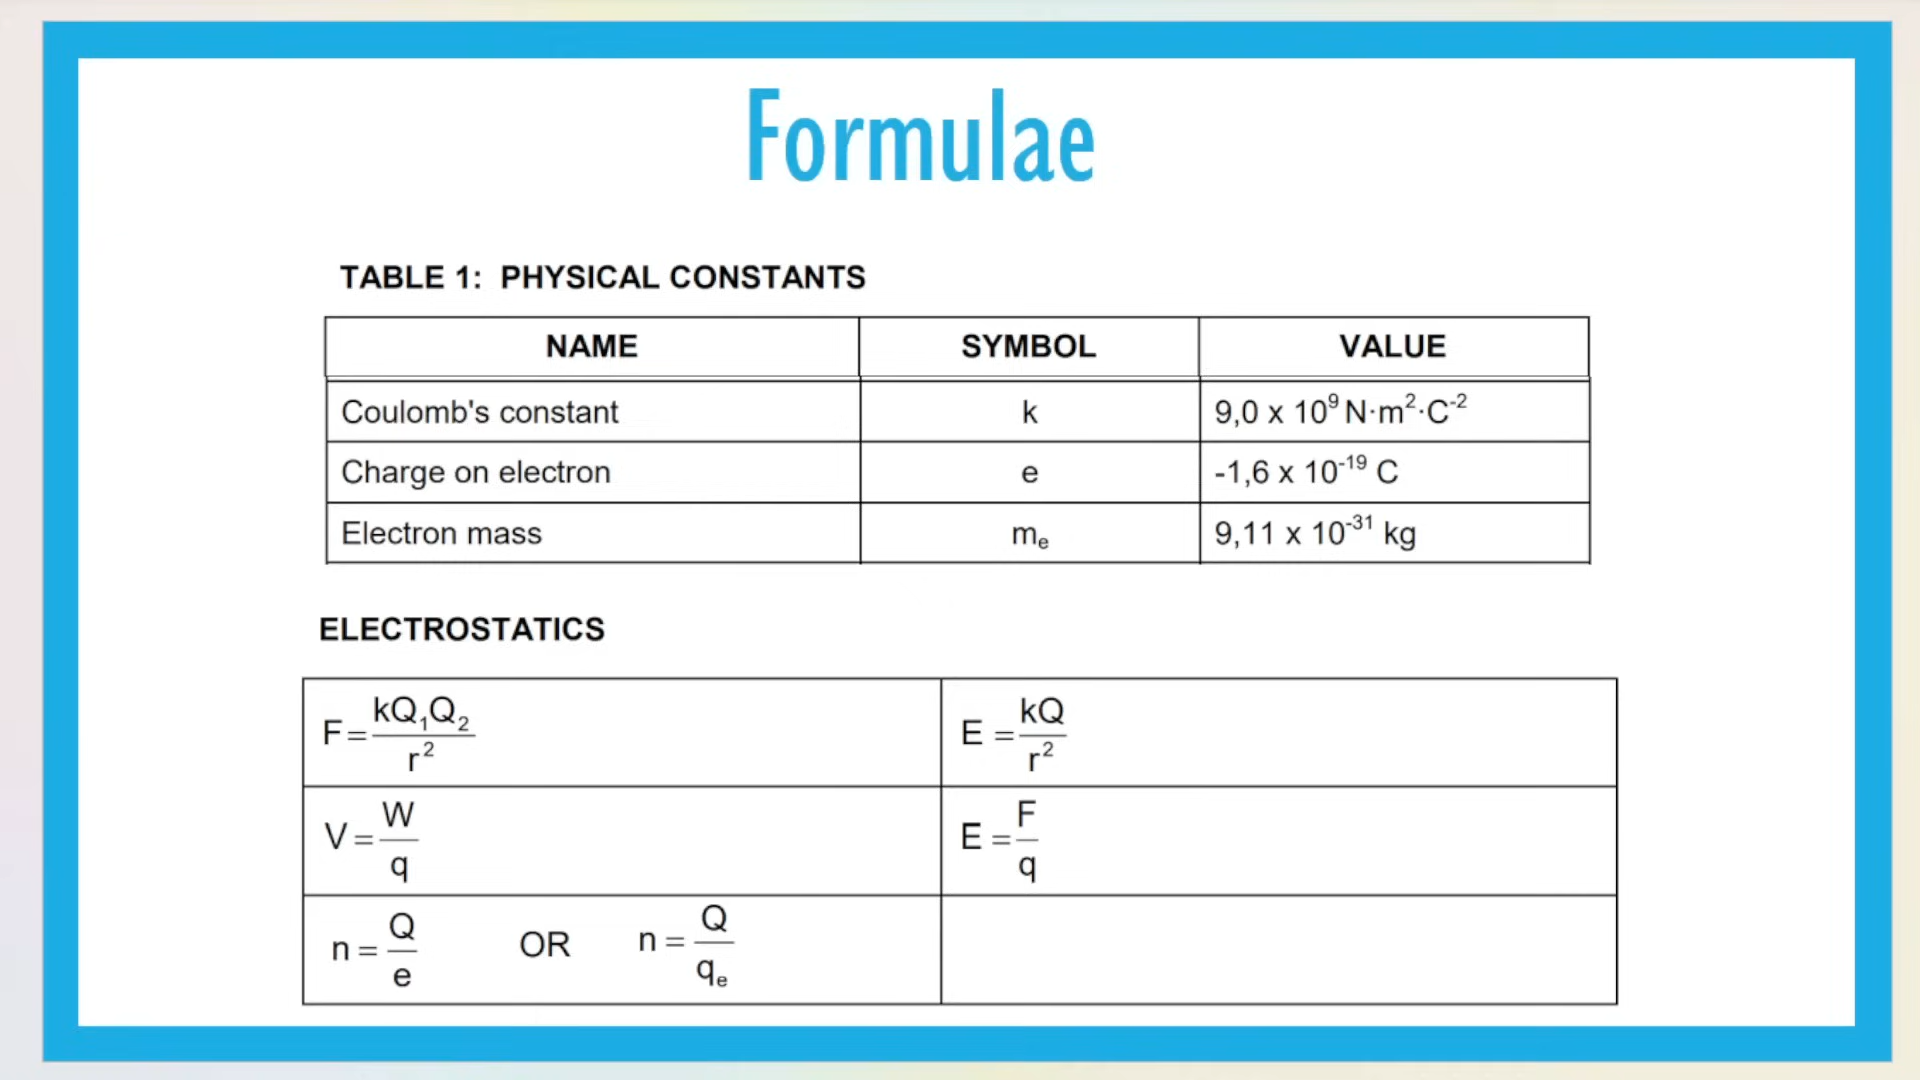 Formulae
TABLE 1: PHYSICAL CONSTANTS
NAME SYMBOL VALUE
Coulomb's constant k 9,0 x 10⁹ N·m²·C⁻²
Charge on electron e -1,6 x 10⁻¹⁹ C
Electron mass mₑ 9,11 x 10⁻³¹ kg
ELECTROSTATICS
F = kQ₁Q₂ / r² E = kQ / r²
V = W / q E = F / q
n = Q / e OR n = Q / qₑ